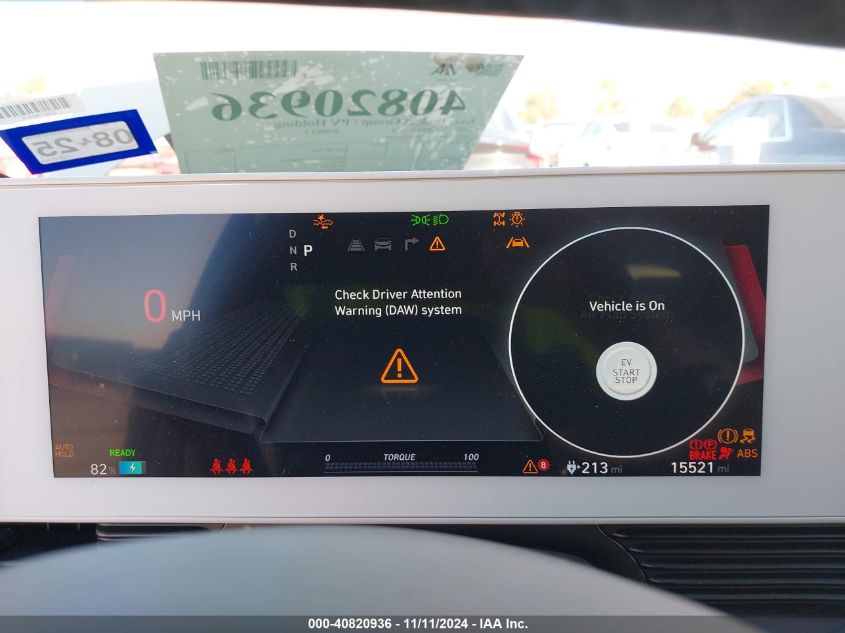 40820936
08 25
D
N P
R
Check Driver Attention
Warning (DAW) system
0 MPH
Vehicle is On
EV
START
STOP
AUTO
HOLD
READY
82%
0 TORQUE 100
8
213 mi
BRAKE
ABS
15521 mi
000-40820936 - 11/11/2024 - IAA Inc.